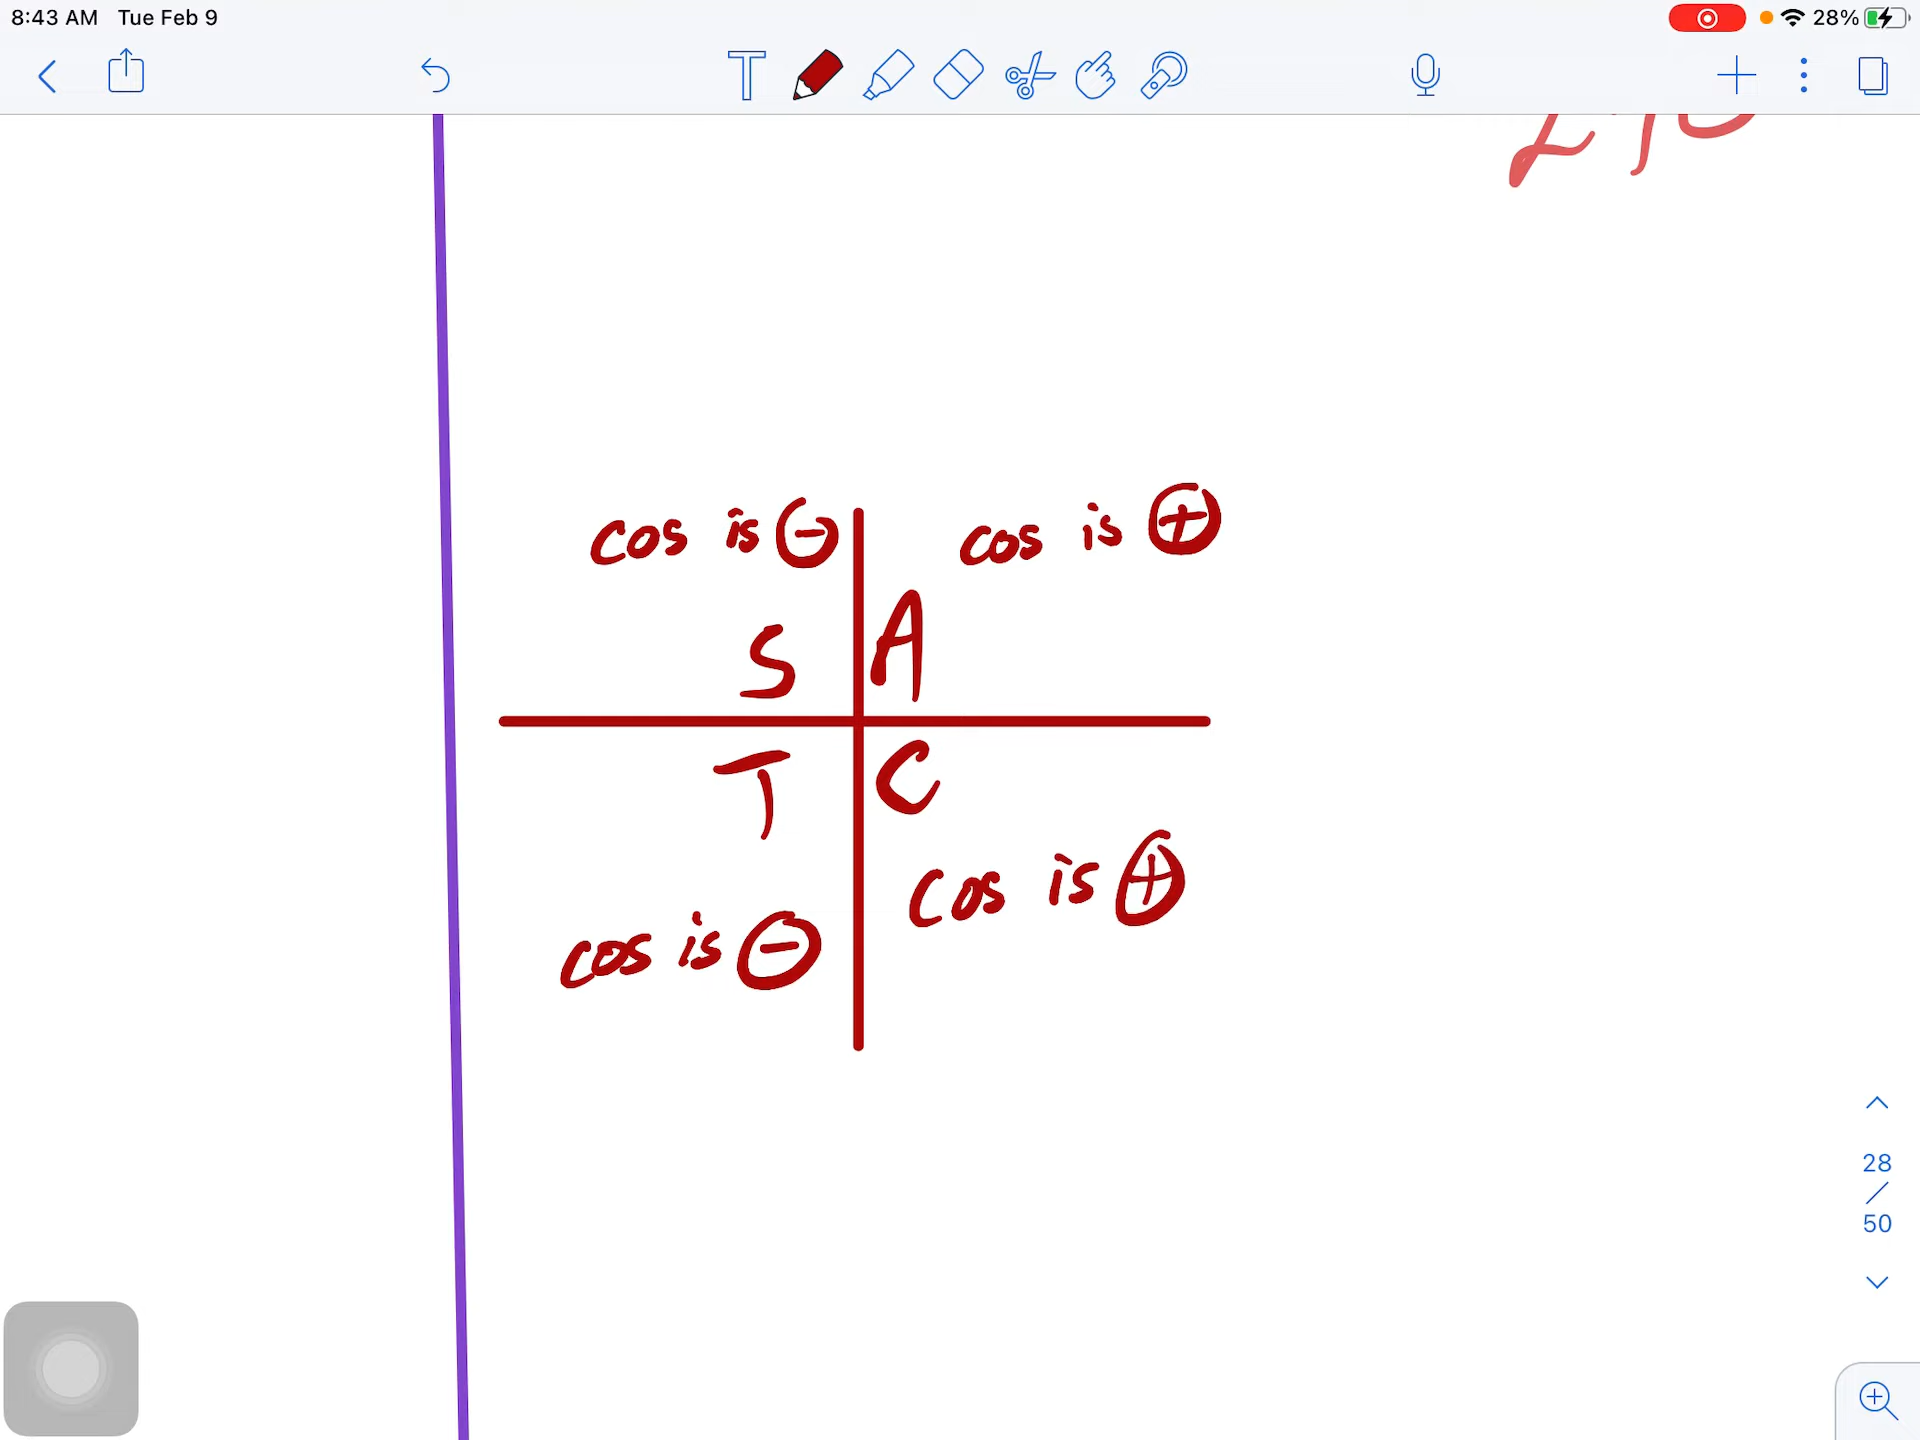 8:43 AM Tue Feb 9 28%
T
cos is ⊖ cos is ⊕
S A
T C
cos is ⊕
cos is ⊖
28
/
50